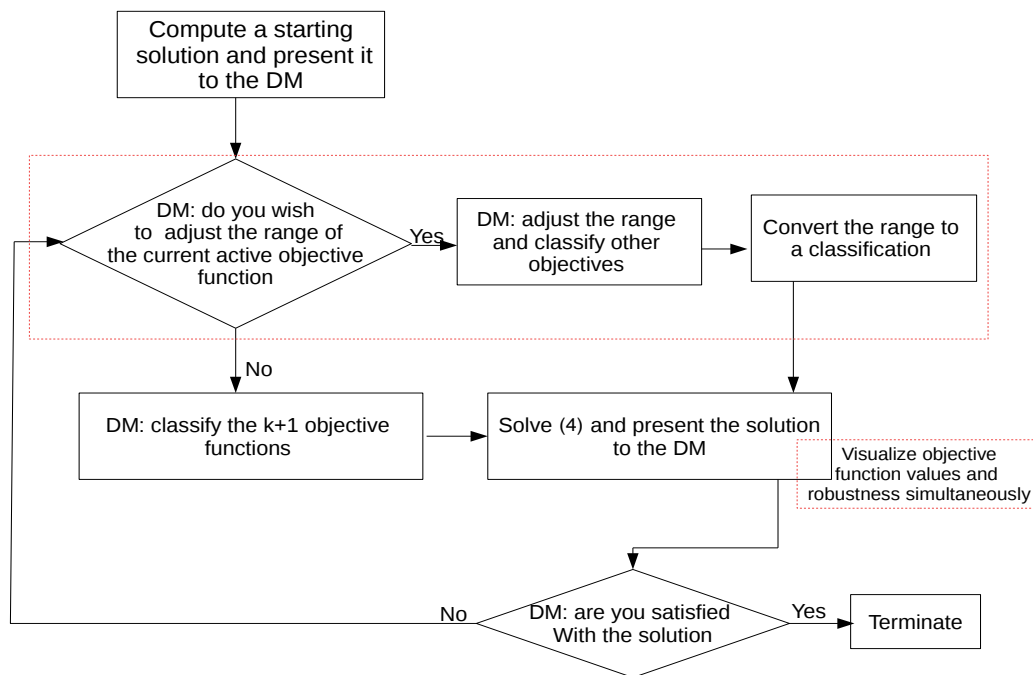 Compute a starting
solution and present it
to the DM
DM: do you wish
to adjust the range of
the current active objective
function
Yes
DM: adjust the range
and classify other
objectives
Convert the range to
a classification
No
DM: classify the k+1 objective
functions
Solve (4) and present the solution
to the DM
Visualize objective
function values and
robustness simultaneously
DM: are you satisfied
With the solution
No
Yes
Terminate